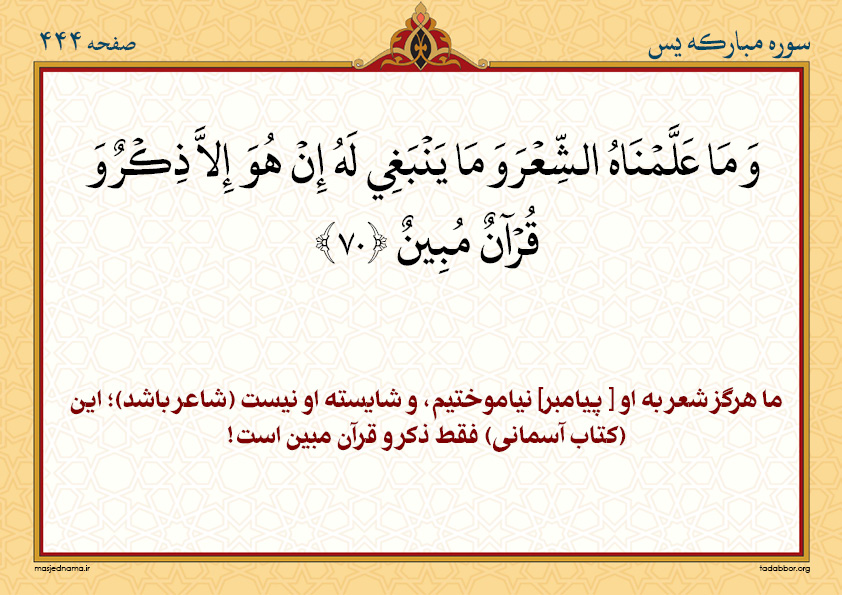 سوره مبارکه یس
صفحه ۴۴۴
وَ مَا عَلَّمْنَاهُ الشِّعْرَ وَ مَا يَنْبَغِي لَهُ إِنْ هُوَ إِلاَّ ذِكْرٌ وَ
قُرْآنٌ مُبِينٌ ﴿۷۰﴾
ما هرگز شعر به او [ پیامبر] نیاموختیم، و شایسته او نیست (شاعر باشد)؛ این
(کتاب آسمانی) فقط ذکر و قرآن مبین است!
masjednama.ir
tadabbor.org